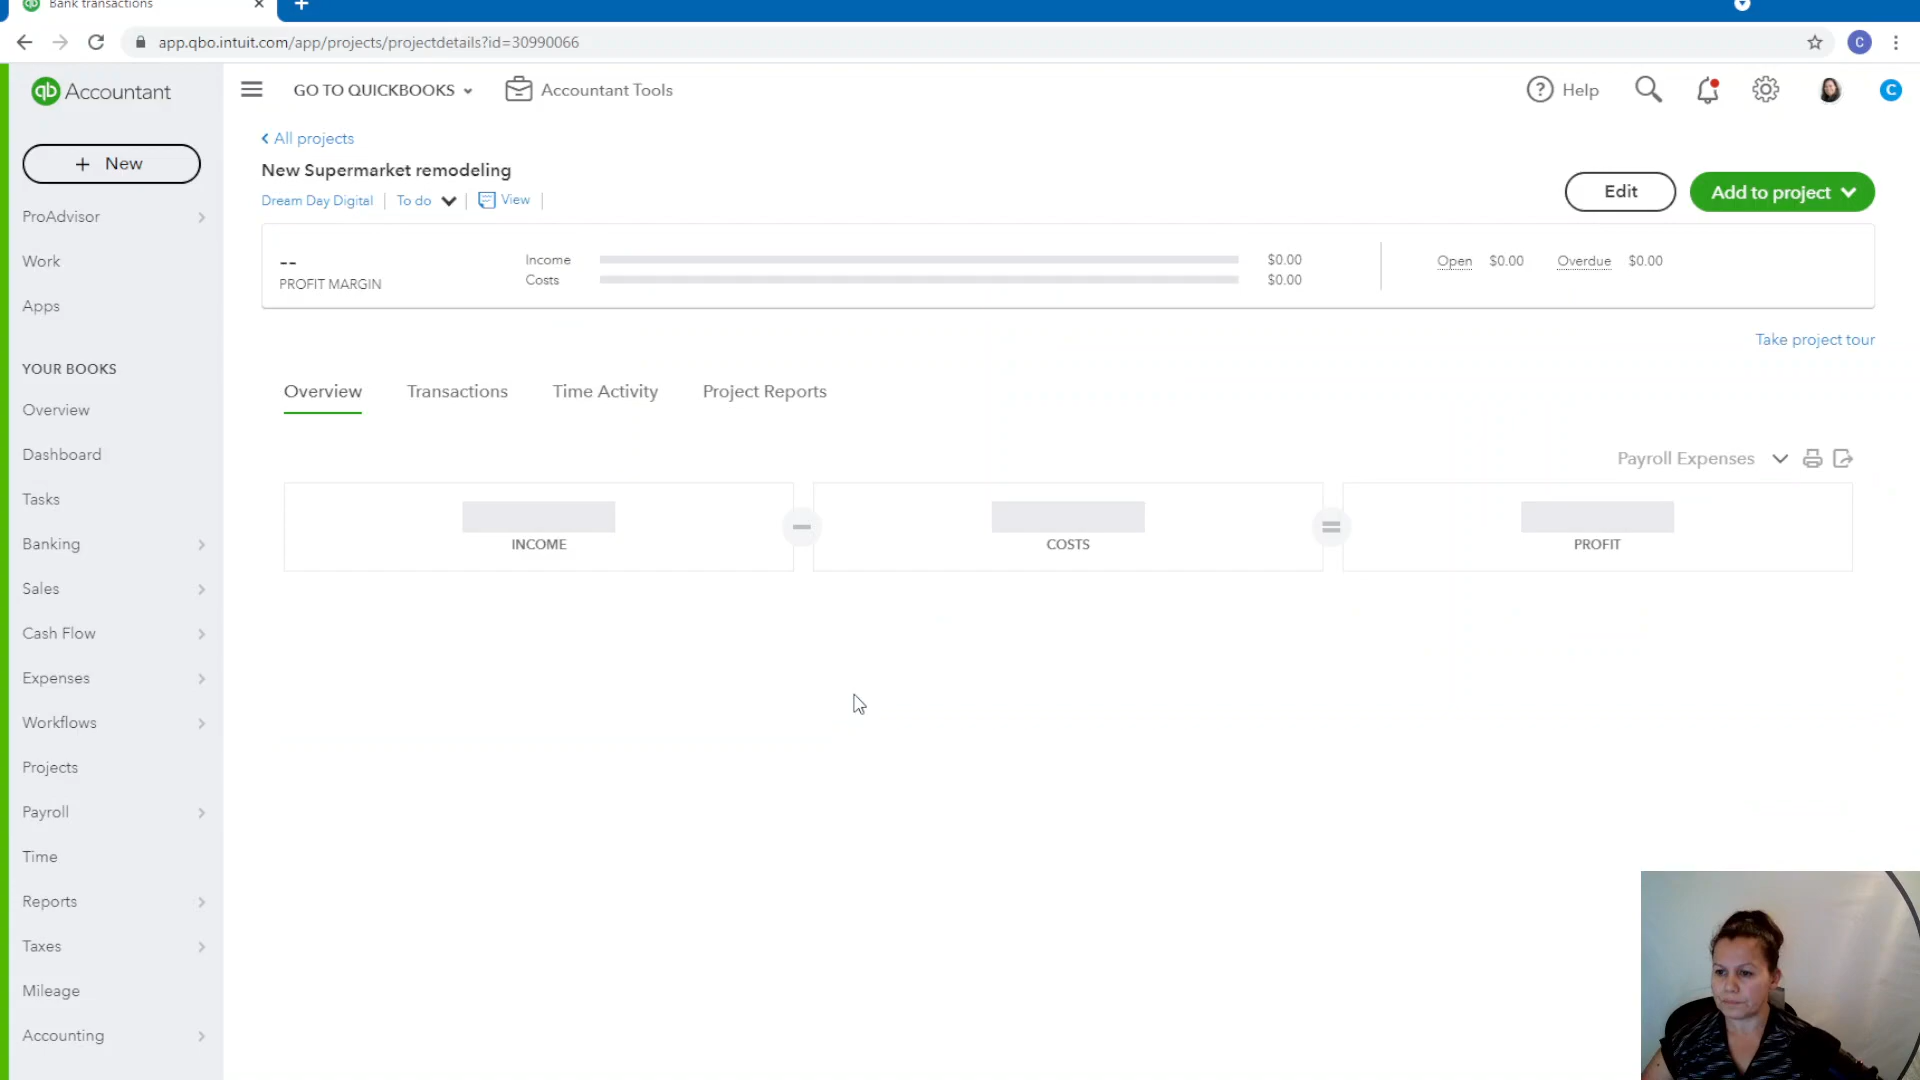 Bank transactions
app.qbo.intuit.com/app/projects/projectdetails?id=30990066
C
qb Accountant
GO TO QUICKBOOKS
Accountant Tools
Help
C
+ New
ProAdvisor
Work
Apps
YOUR BOOKS
Overview
Dashboard
Tasks
Banking
Sales
Cash Flow
Expenses
Workflows
Projects
Payroll
Time
Reports
Taxes
Mileage
Accounting
All projects
New Supermarket remodeling
Dream Day Digital | To do | View |
Edit
Add to project
--
PROFIT MARGIN
Income $0.00
Costs $0.00
Open $0.00 Overdue $0.00
Take project tour
Overview Transactions Time Activity Project Reports
Payroll Expenses
INCOME
COSTS
PROFIT